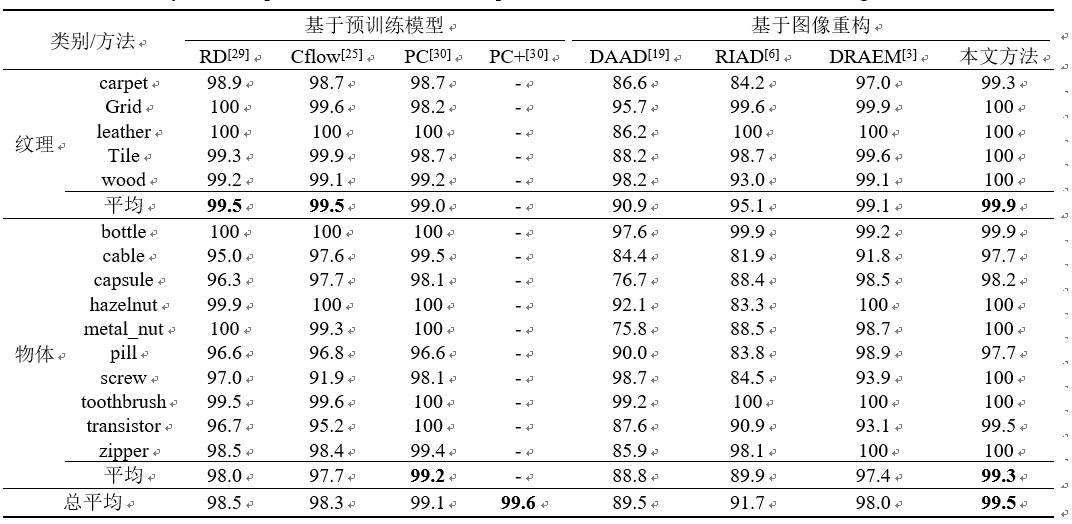 类别/方法 基于预训练模型 基于图像重构
RD[29] Cflow[25] PC[30] PC+[30] DAAD[19] RIAD[6] DRAEM[3] 本文方法
纹理
carpet 98.9 98.7 98.7 - 86.6 84.2 97.0 99.3
Grid 100 99.6 98.2 - 95.7 99.6 99.9 100
leather 100 100 100 - 86.2 100 100 100
Tile 99.3 99.9 98.7 - 88.2 98.7 99.6 100
wood 99.2 99.1 99.2 - 98.2 93.0 99.1 100
平均 99.5 99.5 99.0 - 90.9 95.1 99.1 99.9
物体
bottle 100 100 100 - 97.6 99.9 99.2 99.9
cable 95.0 97.6 99.5 - 84.4 81.9 91.8 97.7
capsule 96.3 97.7 98.1 - 76.7 88.4 98.5 98.2
hazelnut 99.9 100 100 - 92.1 83.3 100 100
metal_nut 100 99.3 100 - 75.8 88.5 98.7 100
pill 96.6 96.8 96.6 - 90.0 83.8 98.9 97.7
screw 97.0 91.9 98.1 - 98.7 84.5 93.9 100
toothbrush 99.5 99.6 100 - 99.2 100 100 100
transistor 96.7 95.2 100 - 87.6 90.9 93.1 99.5
zipper 98.5 98.4 99.4 - 85.9 98.1 100 100
平均 98.0 97.7 99.2 - 88.8 89.9 97.4 99.3
总平均 98.5 98.3 99.1 99.6 89.5 91.7 98.0 99.5